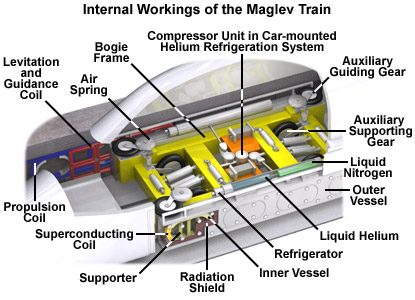 Internal Workings of the Maglev Train
Compressor Unit in Car-mounted
Helium Refrigeration System
Bogie
Frame
Levitation
and
Guidance
Coil
Air
Spring
Auxiliary
Guiding Gear
Auxiliary
Supporting
Gear
Liquid
Nitrogen
Outer
Vessel
Propulsion
Coil
Superconducting
Coil
Liquid Helium
Refrigerator
Inner Vessel
Supporter
Radiation
Shield